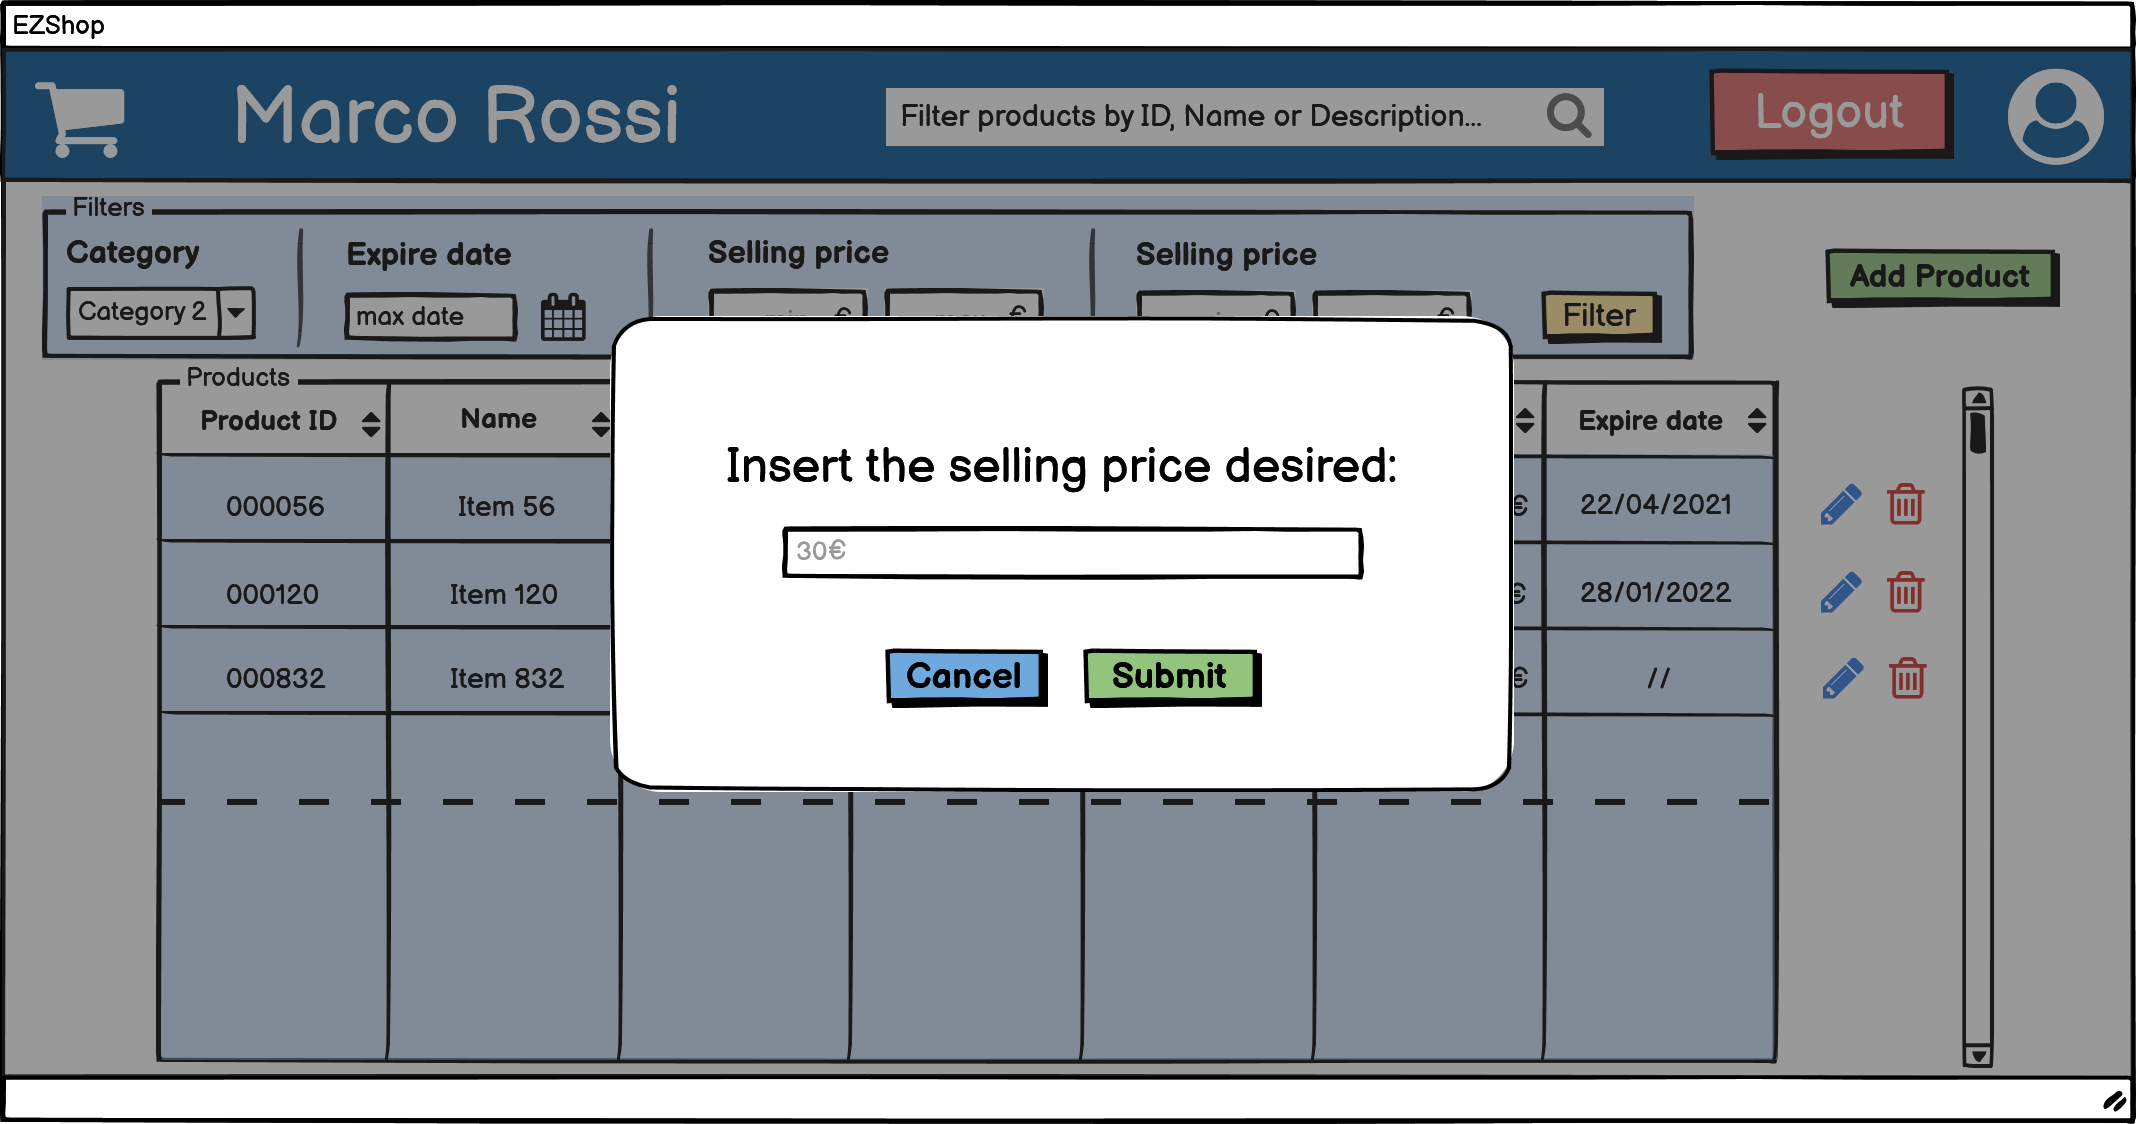 EZShop
Marco Rossi
Filter products by ID, Name or Description...
Logout
Filters
Category
Expire date
Selling price
Selling price
Add Product
Category 2
max date
€
€
€
Filter
Products
Product ID
Name
Expire date
Insert the selling price desired:
000056
Item 56
€
22/04/2021
30€
000120
Item 120
€
28/01/2022
000832
Item 832
€
//
Cancel
Submit